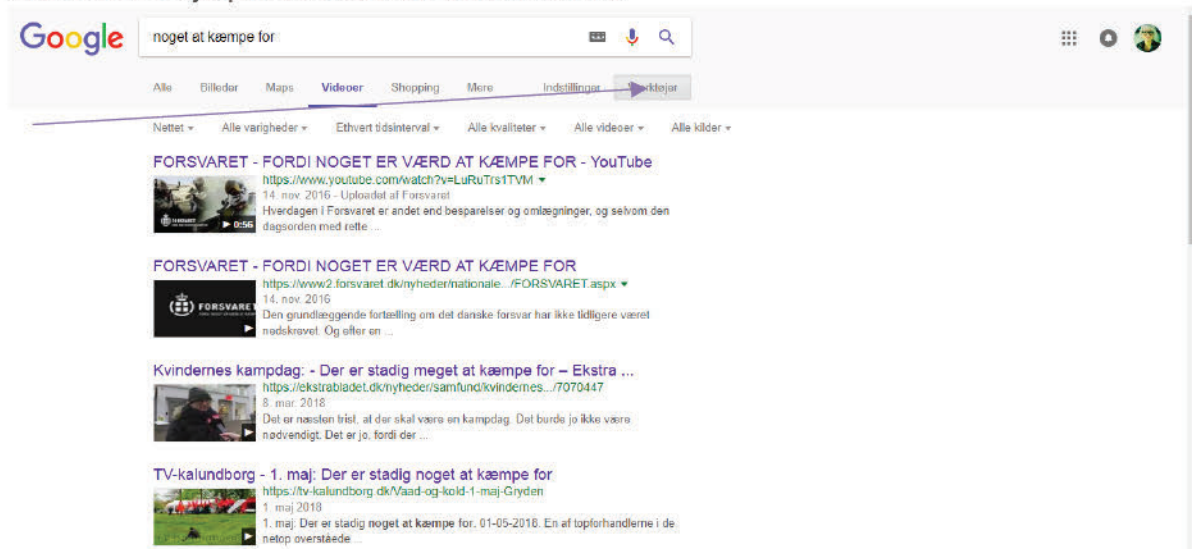 Google
noget at kæmpe for
Alle Billeder Maps Videoer Shopping Mere Indstillinger Værktøjer
Nettet Alle varigheder Ethvert tidsinterval Alle kvaliteter Alle videoer Alle kilder
FORSVARET - FORDI NOGET ER VÆRD AT KÆMPE FOR - YouTube
https://www.youtube.com/watch?v=LuRuTrs1TVM
14. nov. 2016 - Uploadet af Forsvaret
Hverdagen i Forsvaret er andet end besparelser og omlægninger, og selvom den
0:56
dagsorden med rette ...
FORSVARET - FORDI NOGET ER VÆRD AT KÆMPE FOR
https://www2.forsvaret.dk/nyheder/nationale.../FORSVARET.aspx
14. nov. 2016
FORSVARET
Den grundlæggende fortælling om det danske forsvar har ikke tidligere været
nedskrevet. Og efter en ...
Kvindernes kampdag: - Der er stadig meget at kæmpe for – Ekstra ...
https://ekstrabladet.dk/nyheder/samfund/kvindernes.../7070447
8. mar. 2018
Det er næsten trist, at der skal være en kampdag. Det burde jo ikke være
nødvendigt. Det er jo, fordi der ...
TV-kalundborg - 1. maj: Der er stadig noget at kæmpe for
https://tv-kalundborg.dk/Vaad-og-kold-1-maj-Gryden
1. maj 2018
1. maj: Der er stadig noget at kæmpe for. 01-05-2018. En af topforhandlerne i de
netop overståede ...